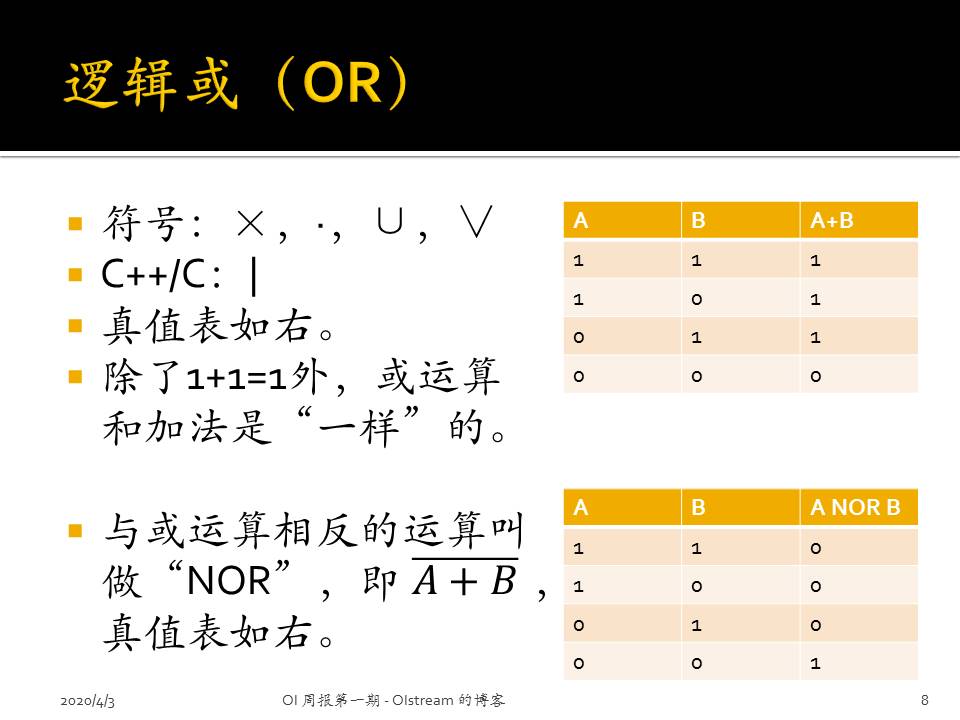 逻辑或（OR）
符号：×，·，∪，∨
C++/C：|
真值表如右。
除了1+1=1外，或运算
和加法是“一样”的。
与或运算相反的运算叫
做“NOR”，即 \overline{A + B}，
真值表如右。
A B A+B
1 1 1
1 0 1
0 1 1
0 0 0
A B A NOR B
1 1 0
1 0 0
0 1 0
0 0 1
2020/4/3 OI 周报第一期 - OIstream 的博客 8